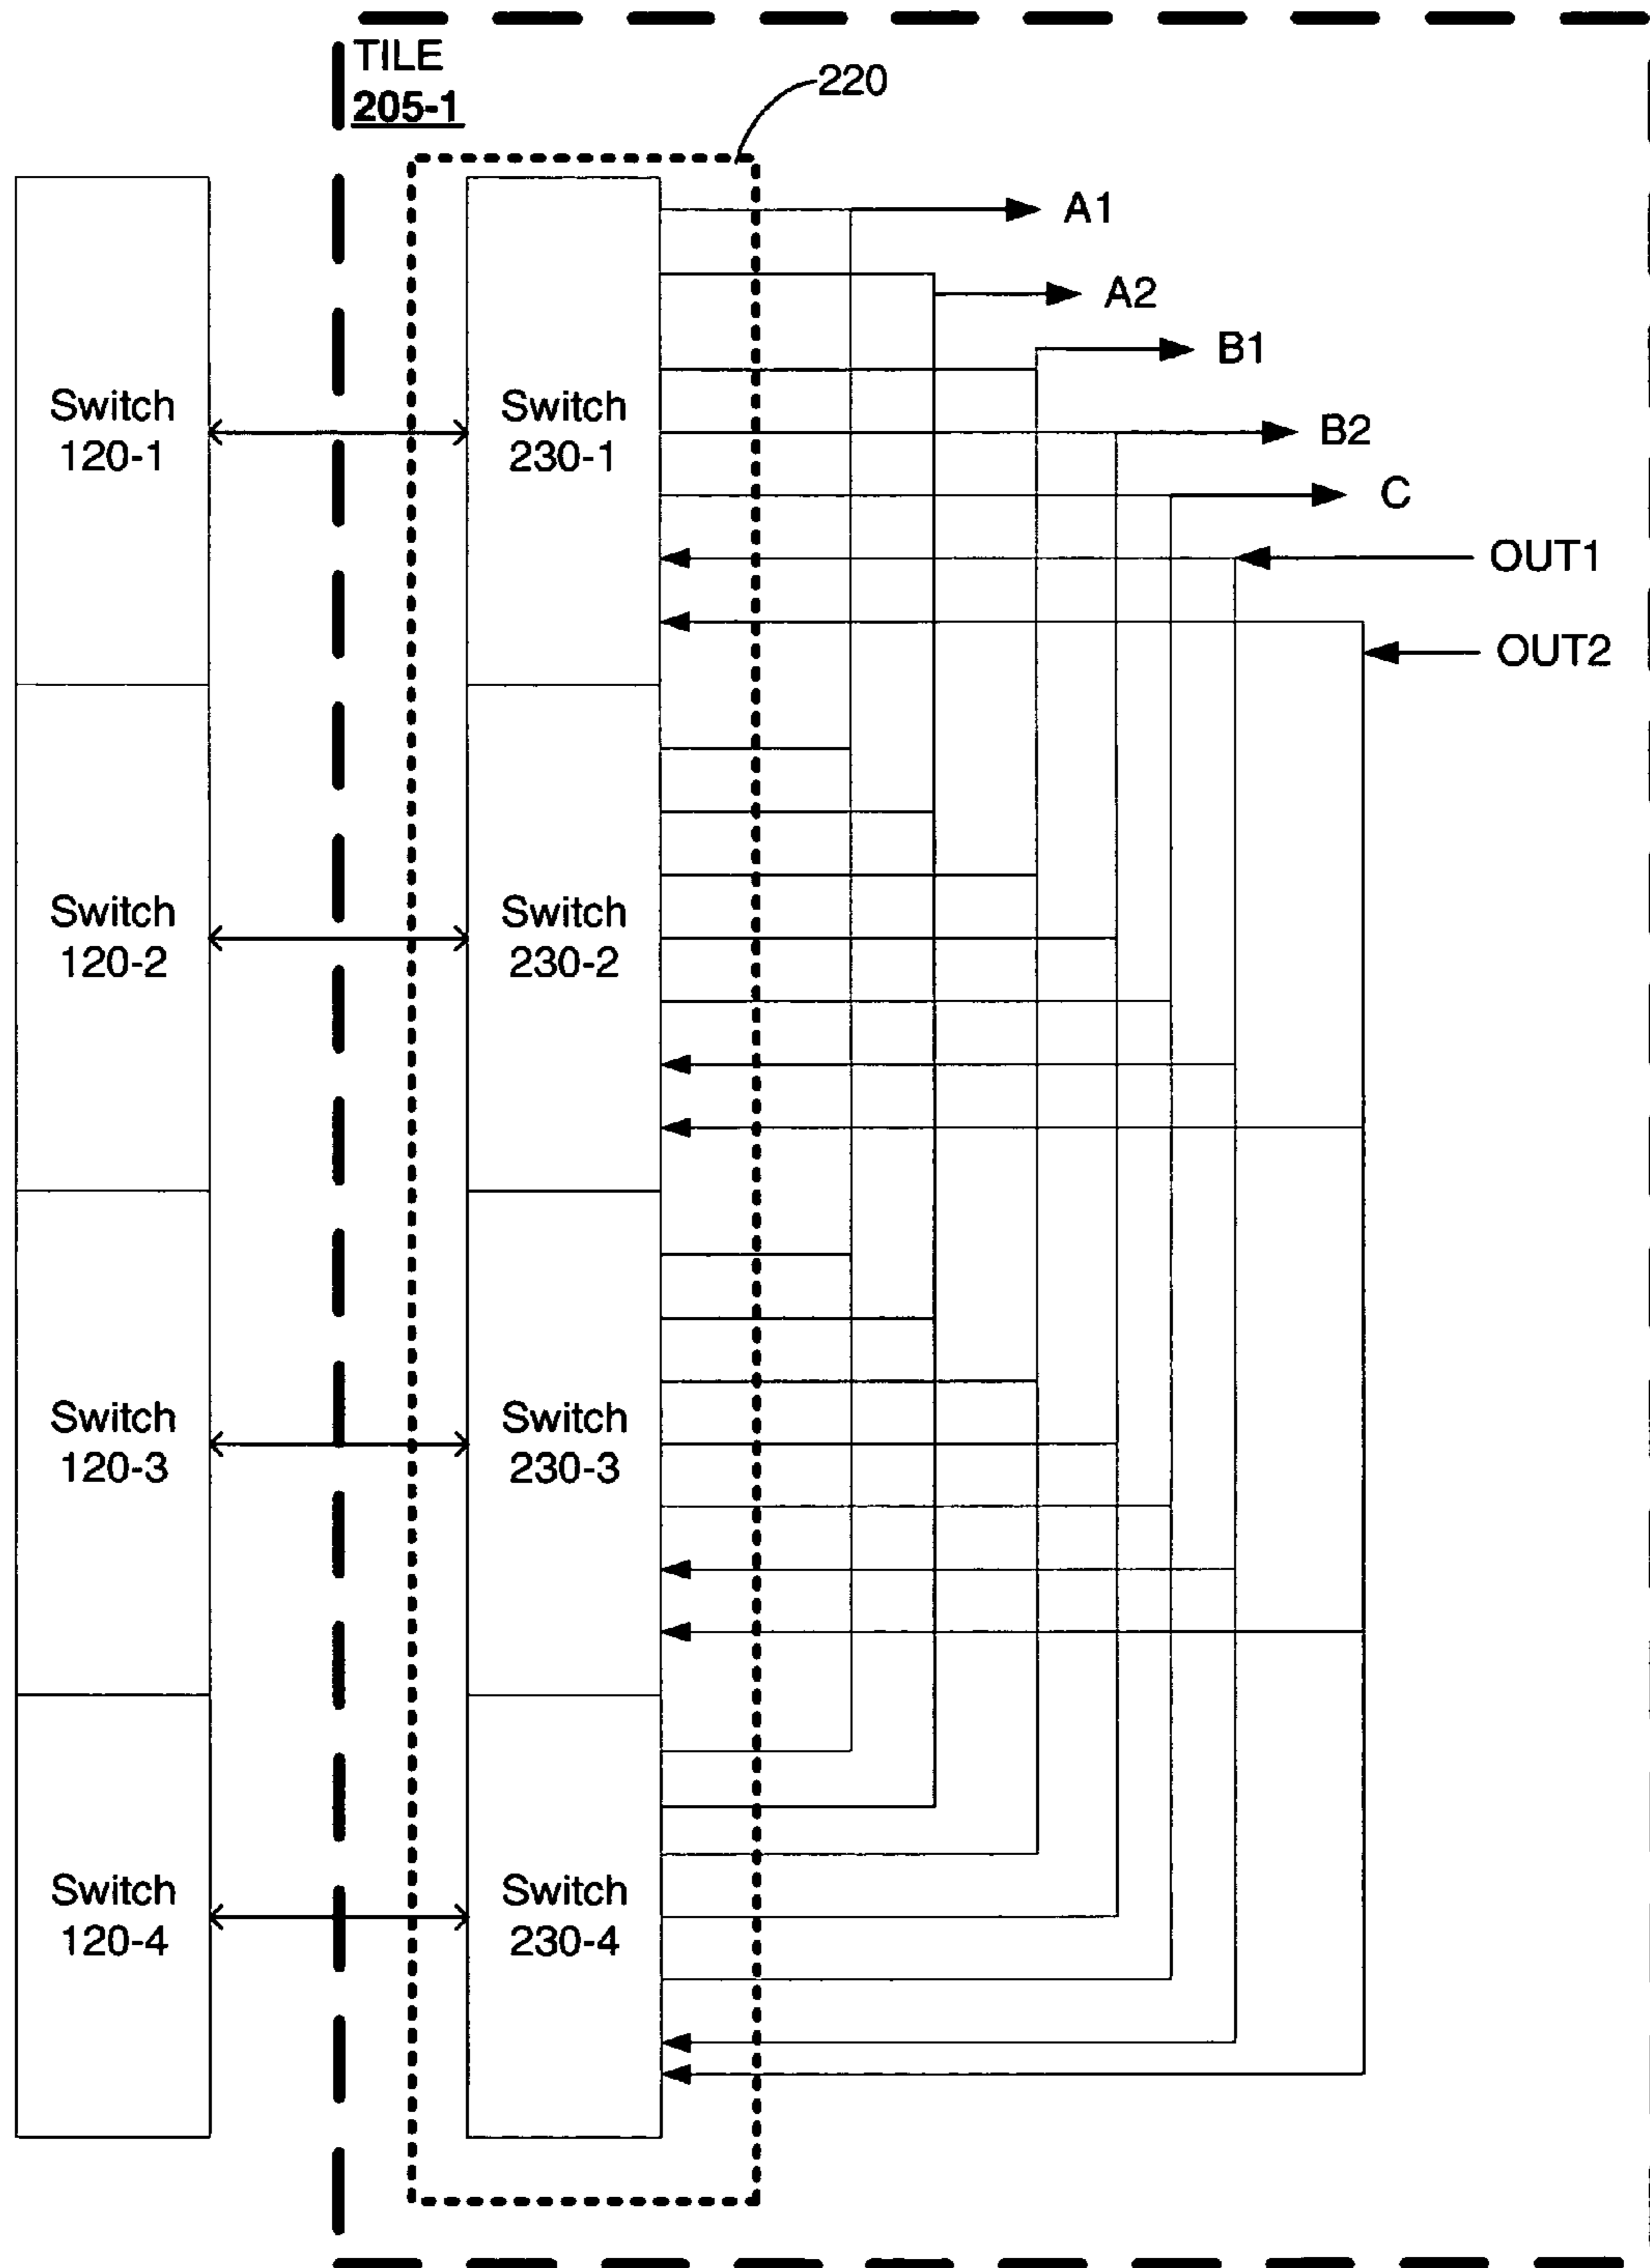 TILE
205-1
220
A1
A2
B1
B2
C
OUT1
OUT2
Switch
120-1
Switch
230-1
Switch
120-2
Switch
230-2
Switch
120-3
Switch
230-3
Switch
120-4
Switch
230-4